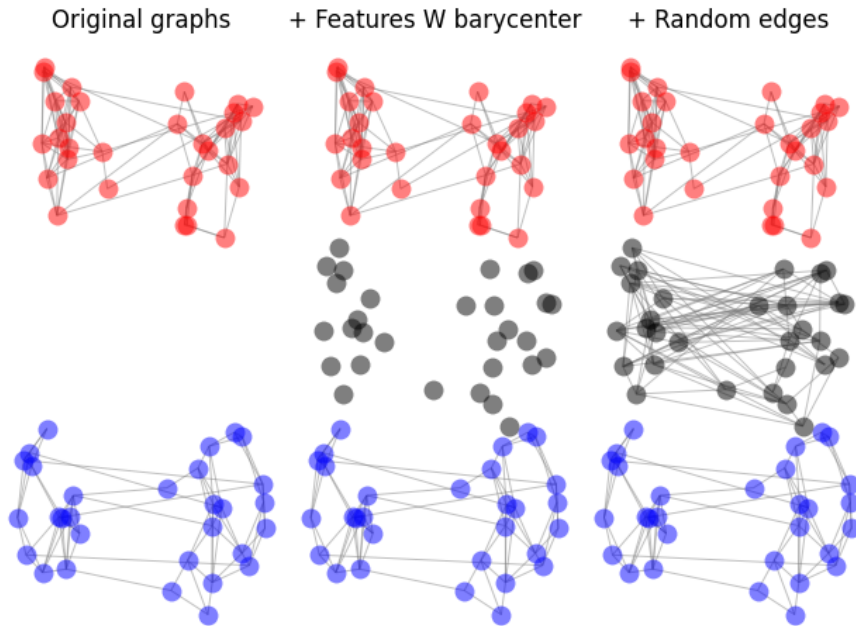 Original graphs
+ Features W barycenter
+ Random edges